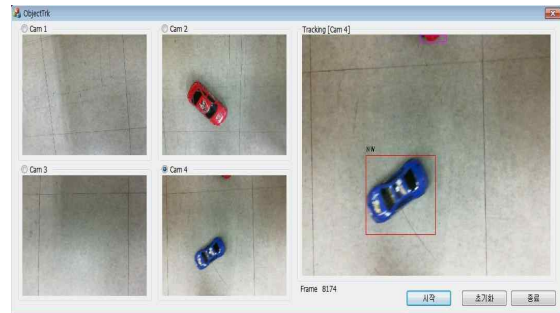 ObjectTrk
Cam 1
Cam 2
Tracking [Cam 4]
Cam 3
Cam 4
Frame 8174
시작
초기화
종료